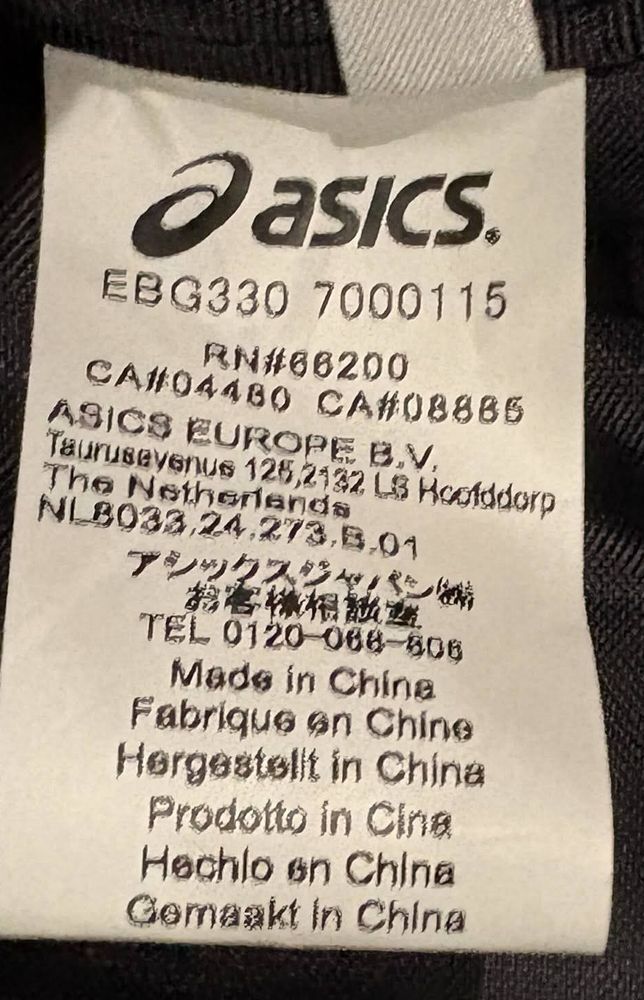 asics
EBG330 7000115
RN#66200
CA#04480 CA#08885
ASICS EUROPE B.V.
Taurusavenue 125,2132 LS Hoofddorp
The Netherlands
NL8033.24.273.B.01
アシックスジャパン㈱
お客様相談室
TEL 0120-068-806
Made in China
Fabrique en Chine
Hergestellt in China
Prodotto in Cina
Hechlo en China
Gemaakt in China